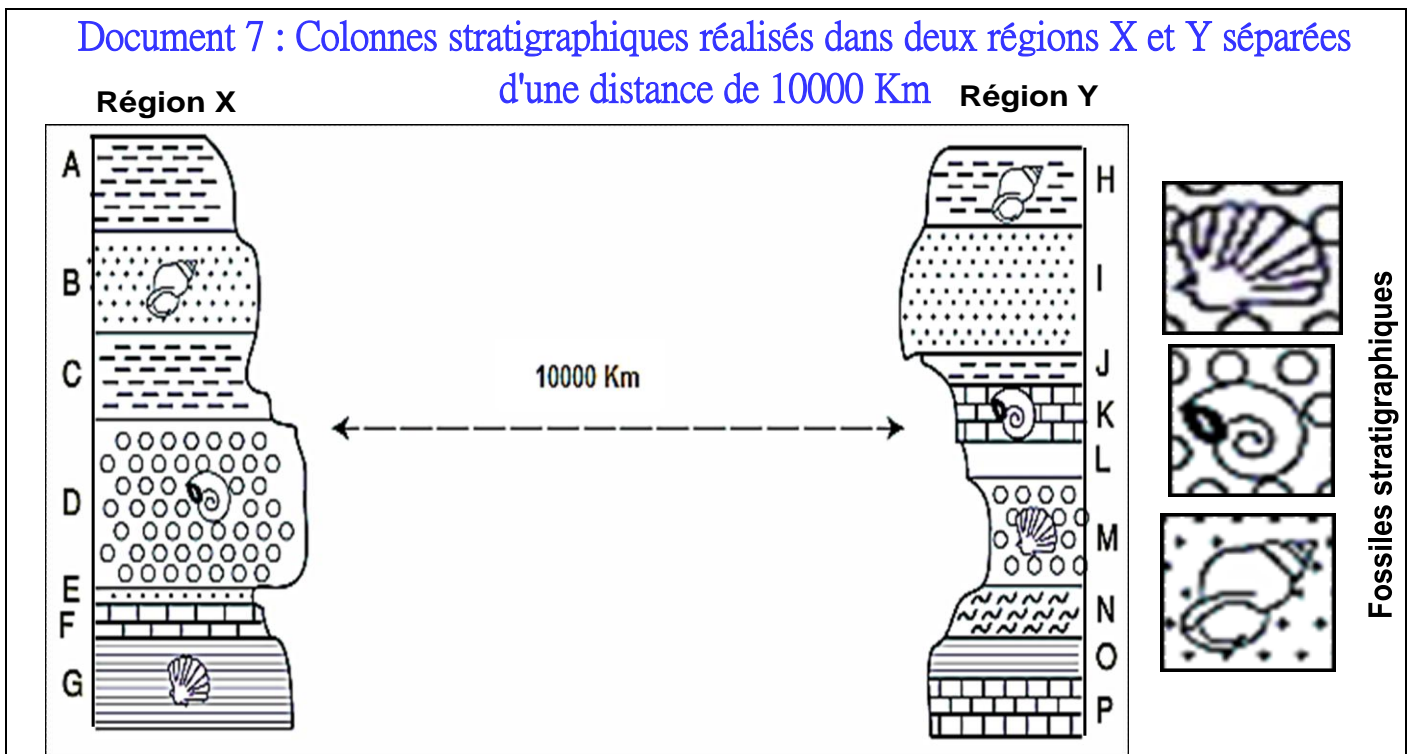 Document 7 : Colonnes stratigraphiques réalisés dans deux régions X et Y séparées
d'une distance de 10000 Km
Région X
Région Y
A
B
C
D
E
F
G
10000 Km
H
I
J
K
L
M
N
O
P
Fossiles stratigraphiques